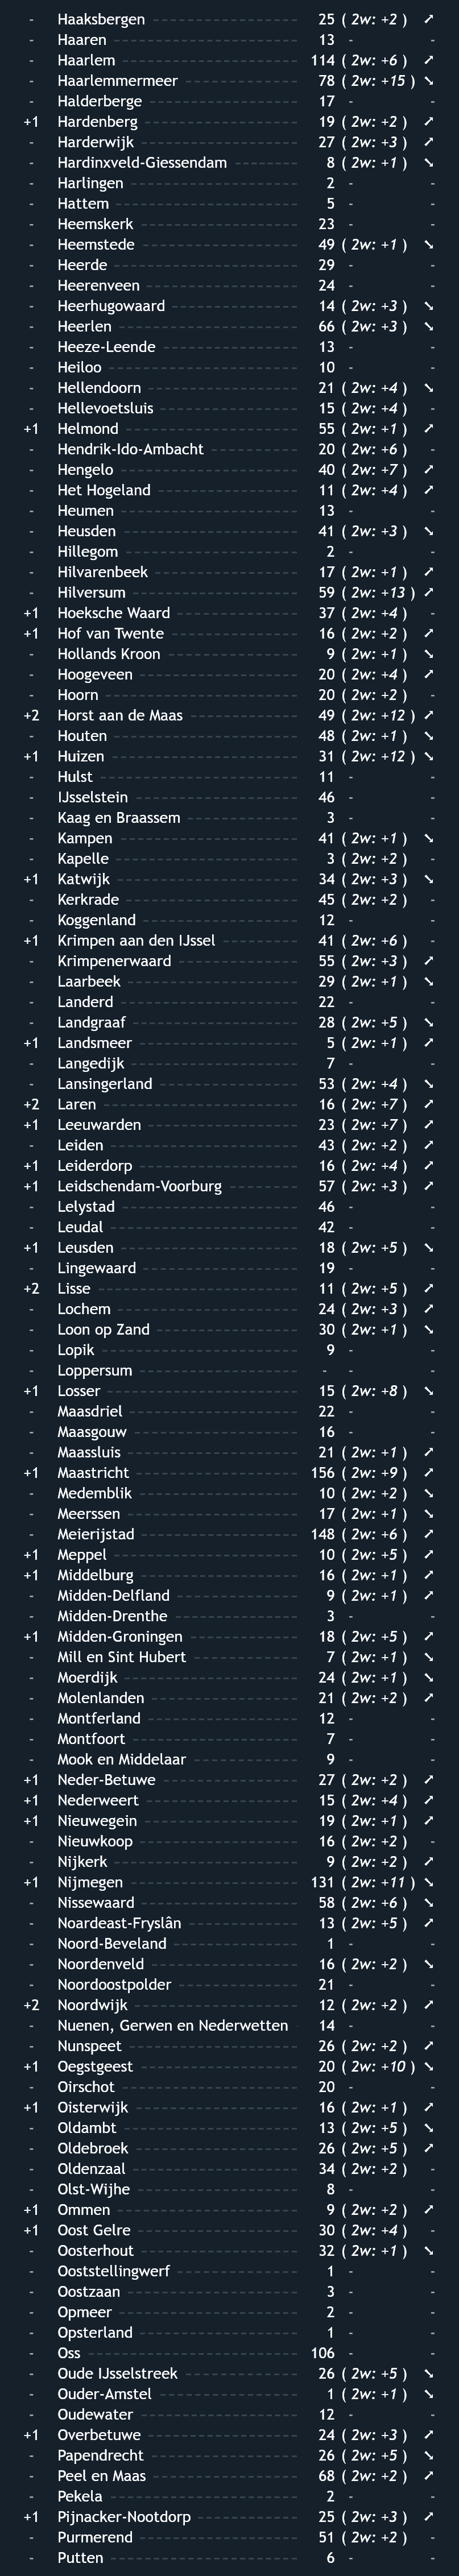 - Haaksbergen 25 ( 2w: +2 ) ➚
- Haaren 13 - -
- Haarlem 114 ( 2w: +6 ) ➚
- Haarlemmermeer 78 ( 2w: +15 ) ➘
- Halderberge 17 - -
+1 Hardenberg 19 ( 2w: +2 ) ➚
- Harderwijk 27 ( 2w: +3 ) ➚
- Hardinxveld-Giessendam 8 ( 2w: +1 ) ➘
- Harlingen 2 - -
- Hattem 5 - -
- Heemskerk 23 - -
- Heemstede 49 ( 2w: +1 ) ➘
- Heerde 29 - -
- Heerenveen 24 - -
- Heerhugowaard 14 ( 2w: +3 ) ➘
- Heerlen 66 ( 2w: +3 ) ➘
- Heeze-Leende 13 - -
- Heiloo 10 - -
- Hellendoorn 21 ( 2w: +4 ) ➘
- Hellevoetsluis 15 ( 2w: +4 ) -
+1 Helmond 55 ( 2w: +1 ) ➚
- Hendrik-Ido-Ambacht 20 ( 2w: +6 ) -
- Hengelo 40 ( 2w: +7 ) ➚
- Het Hogeland 11 ( 2w: +4 ) ➚
- Heumen 13 - -
- Heusden 41 ( 2w: +3 ) ➘
- Hillegom 2 - -
- Hilvarenbeek 17 ( 2w: +1 ) ➚
- Hilversum 59 ( 2w: +13 ) ➚
+1 Hoeksche Waard 37 ( 2w: +4 ) -
+1 Hof van Twente 16 ( 2w: +2 ) ➚
- Hollands Kroon 9 ( 2w: +1 ) ➘
- Hoogeveen 20 ( 2w: +4 ) ➚
- Hoorn 20 ( 2w: +2 ) -
+2 Horst aan de Maas 49 ( 2w: +12 ) ➚
- Houten 48 ( 2w: +1 ) ➘
+1 Huizen 31 ( 2w: +12 ) ➘
- Hulst 11 - -
- IJsselstein 46 - -
- Kaag en Braassem 3 - -
- Kampen 41 ( 2w: +1 ) ➘
- Kapelle 3 ( 2w: +2 ) -
+1 Katwijk 34 ( 2w: +3 ) ➘
- Kerkrade 45 ( 2w: +2 ) -
- Koggenland 12 - -
+1 Krimpen aan den IJssel 41 ( 2w: +6 ) -
- Krimpenerwaard 55 ( 2w: +3 ) ➚
- Laarbeek 29 ( 2w: +1 ) ➘
- Landerd 22 - -
- Landgraaf 28 ( 2w: +5 ) ➘
+1 Landsmeer 5 ( 2w: +1 ) ➚
- Langedijk 7 - -
- Lansingerland 53 ( 2w: +4 ) ➘
+2 Laren 16 ( 2w: +7 ) ➚
+1 Leeuwarden 23 ( 2w: +7 ) ➚
- Leiden 43 ( 2w: +2 ) ➚
+1 Leiderdorp 16 ( 2w: +4 ) ➚
+1 Leidschendam-Voorburg 57 ( 2w: +3 ) ➚
- Lelystad 46 - -
- Leudal 42 - -
+1 Leusden 18 ( 2w: +5 ) ➘
- Lingewaard 19 - -
+2 Lisse 11 ( 2w: +5 ) ➚
- Lochem 24 ( 2w: +3 ) ➚
- Loon op Zand 30 ( 2w: +1 ) ➘
- Lopik 9 - -
- Loppersum - - -
+1 Losser 15 ( 2w: +8 ) ➘
- Maasdriel 22 - -
- Maasgouw 16 - -
- Maassluis 21 ( 2w: +1 ) ➚
+1 Maastricht 156 ( 2w: +9 ) ➚
- Medemblik 10 ( 2w: +2 ) ➘
- Meerssen 17 ( 2w: +1 ) ➘
- Meierijstad 148 ( 2w: +6 ) ➚
+1 Meppel 10 ( 2w: +5 ) ➚
+1 Middelburg 16 ( 2w: +1 ) ➚
- Midden-Delfland 9 ( 2w: +1 ) ➚
- Midden-Drenthe 3 - -
+1 Midden-Groningen 18 ( 2w: +5 ) ➚
- Mill en Sint Hubert 7 ( 2w: +1 ) ➘
- Moerdijk 24 ( 2w: +1 ) ➘
- Molenlanden 21 ( 2w: +2 ) ➚
- Montferland 12 - -
- Montfoort 7 - -
- Mook en Middelaar 9 - -
+1 Neder-Betuwe 27 ( 2w: +2 ) ➚
+1 Nederweert 15 ( 2w: +4 ) ➚
+1 Nieuwegein 19 ( 2w: +1 ) ➚
- Nieuwkoop 16 ( 2w: +2 ) -
- Nijkerk 9 ( 2w: +2 ) ➚
+1 Nijmegen 131 ( 2w: +11 ) ➘
- Nissewaard 58 ( 2w: +6 ) ➘
- Noardeast-Fryslân 13 ( 2w: +5 ) ➚
- Noord-Beveland 1 - -
- Noordenveld 16 ( 2w: +2 ) ➘
- Noordoostpolder 21 - -
+2 Noordwijk 12 ( 2w: +2 ) ➚
- Nuenen, Gerwen en Nederwetten 14 - -
- Nunspeet 26 ( 2w: +2 ) ➚
+1 Oegstgeest 20 ( 2w: +10 ) ➘
- Oirschot 20 - -
+1 Oisterwijk 16 ( 2w: +1 ) ➚
- Oldambt 13 ( 2w: +5 ) ➘
- Oldebroek 26 ( 2w: +5 ) ➚
- Oldenzaal 34 ( 2w: +2 ) -
- Olst-Wijhe 8 - -
+1 Ommen 9 ( 2w: +2 ) ➚
+1 Oost Gelre 30 ( 2w: +4 ) -
- Oosterhout 32 ( 2w: +1 ) ➘
- Ooststellingwerf 1 - -
- Oostzaan 3 - -
- Opmeer 2 - -
- Opsterland 1 - -
- Oss 106 - -
- Oude IJsselstreek 26 ( 2w: +5 ) ➘
- Ouder-Amstel 1 ( 2w: +1 ) ➘
- Oudewater 12 - -
+1 Overbetuwe 24 ( 2w: +3 ) ➚
- Papendrecht 26 ( 2w: +5 ) ➘
- Peel en Maas 68 ( 2w: +2 ) ➚
- Pekela 2 - -
+1 Pijnacker-Nootdorp 25 ( 2w: +3 ) ➚
- Purmerend 51 ( 2w: +2 ) -
- Putten 6 - -